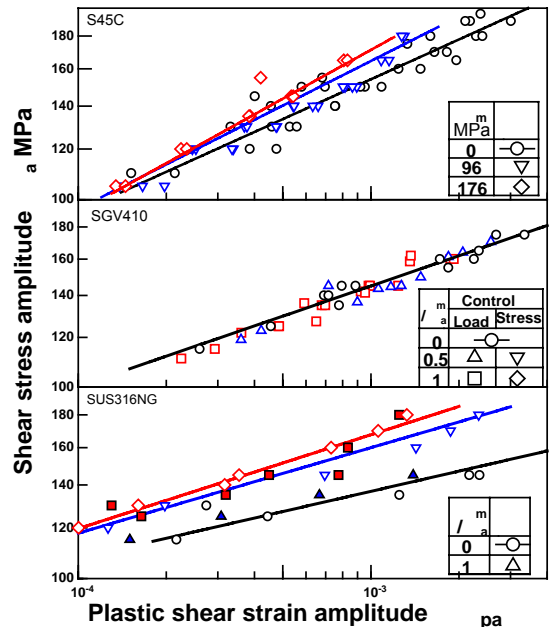 S45C
180
160
140
120
100
m
MPa
0
96
176
SGV410
180
160
140
120
100
/ m a Control
Load Stress
0
0.5
1
SUS316NG
180
160
140
120
100
/ m a
0
1
10-4
10-3
Shear stress amplitude a MPa
Plastic shear strain amplitude pa